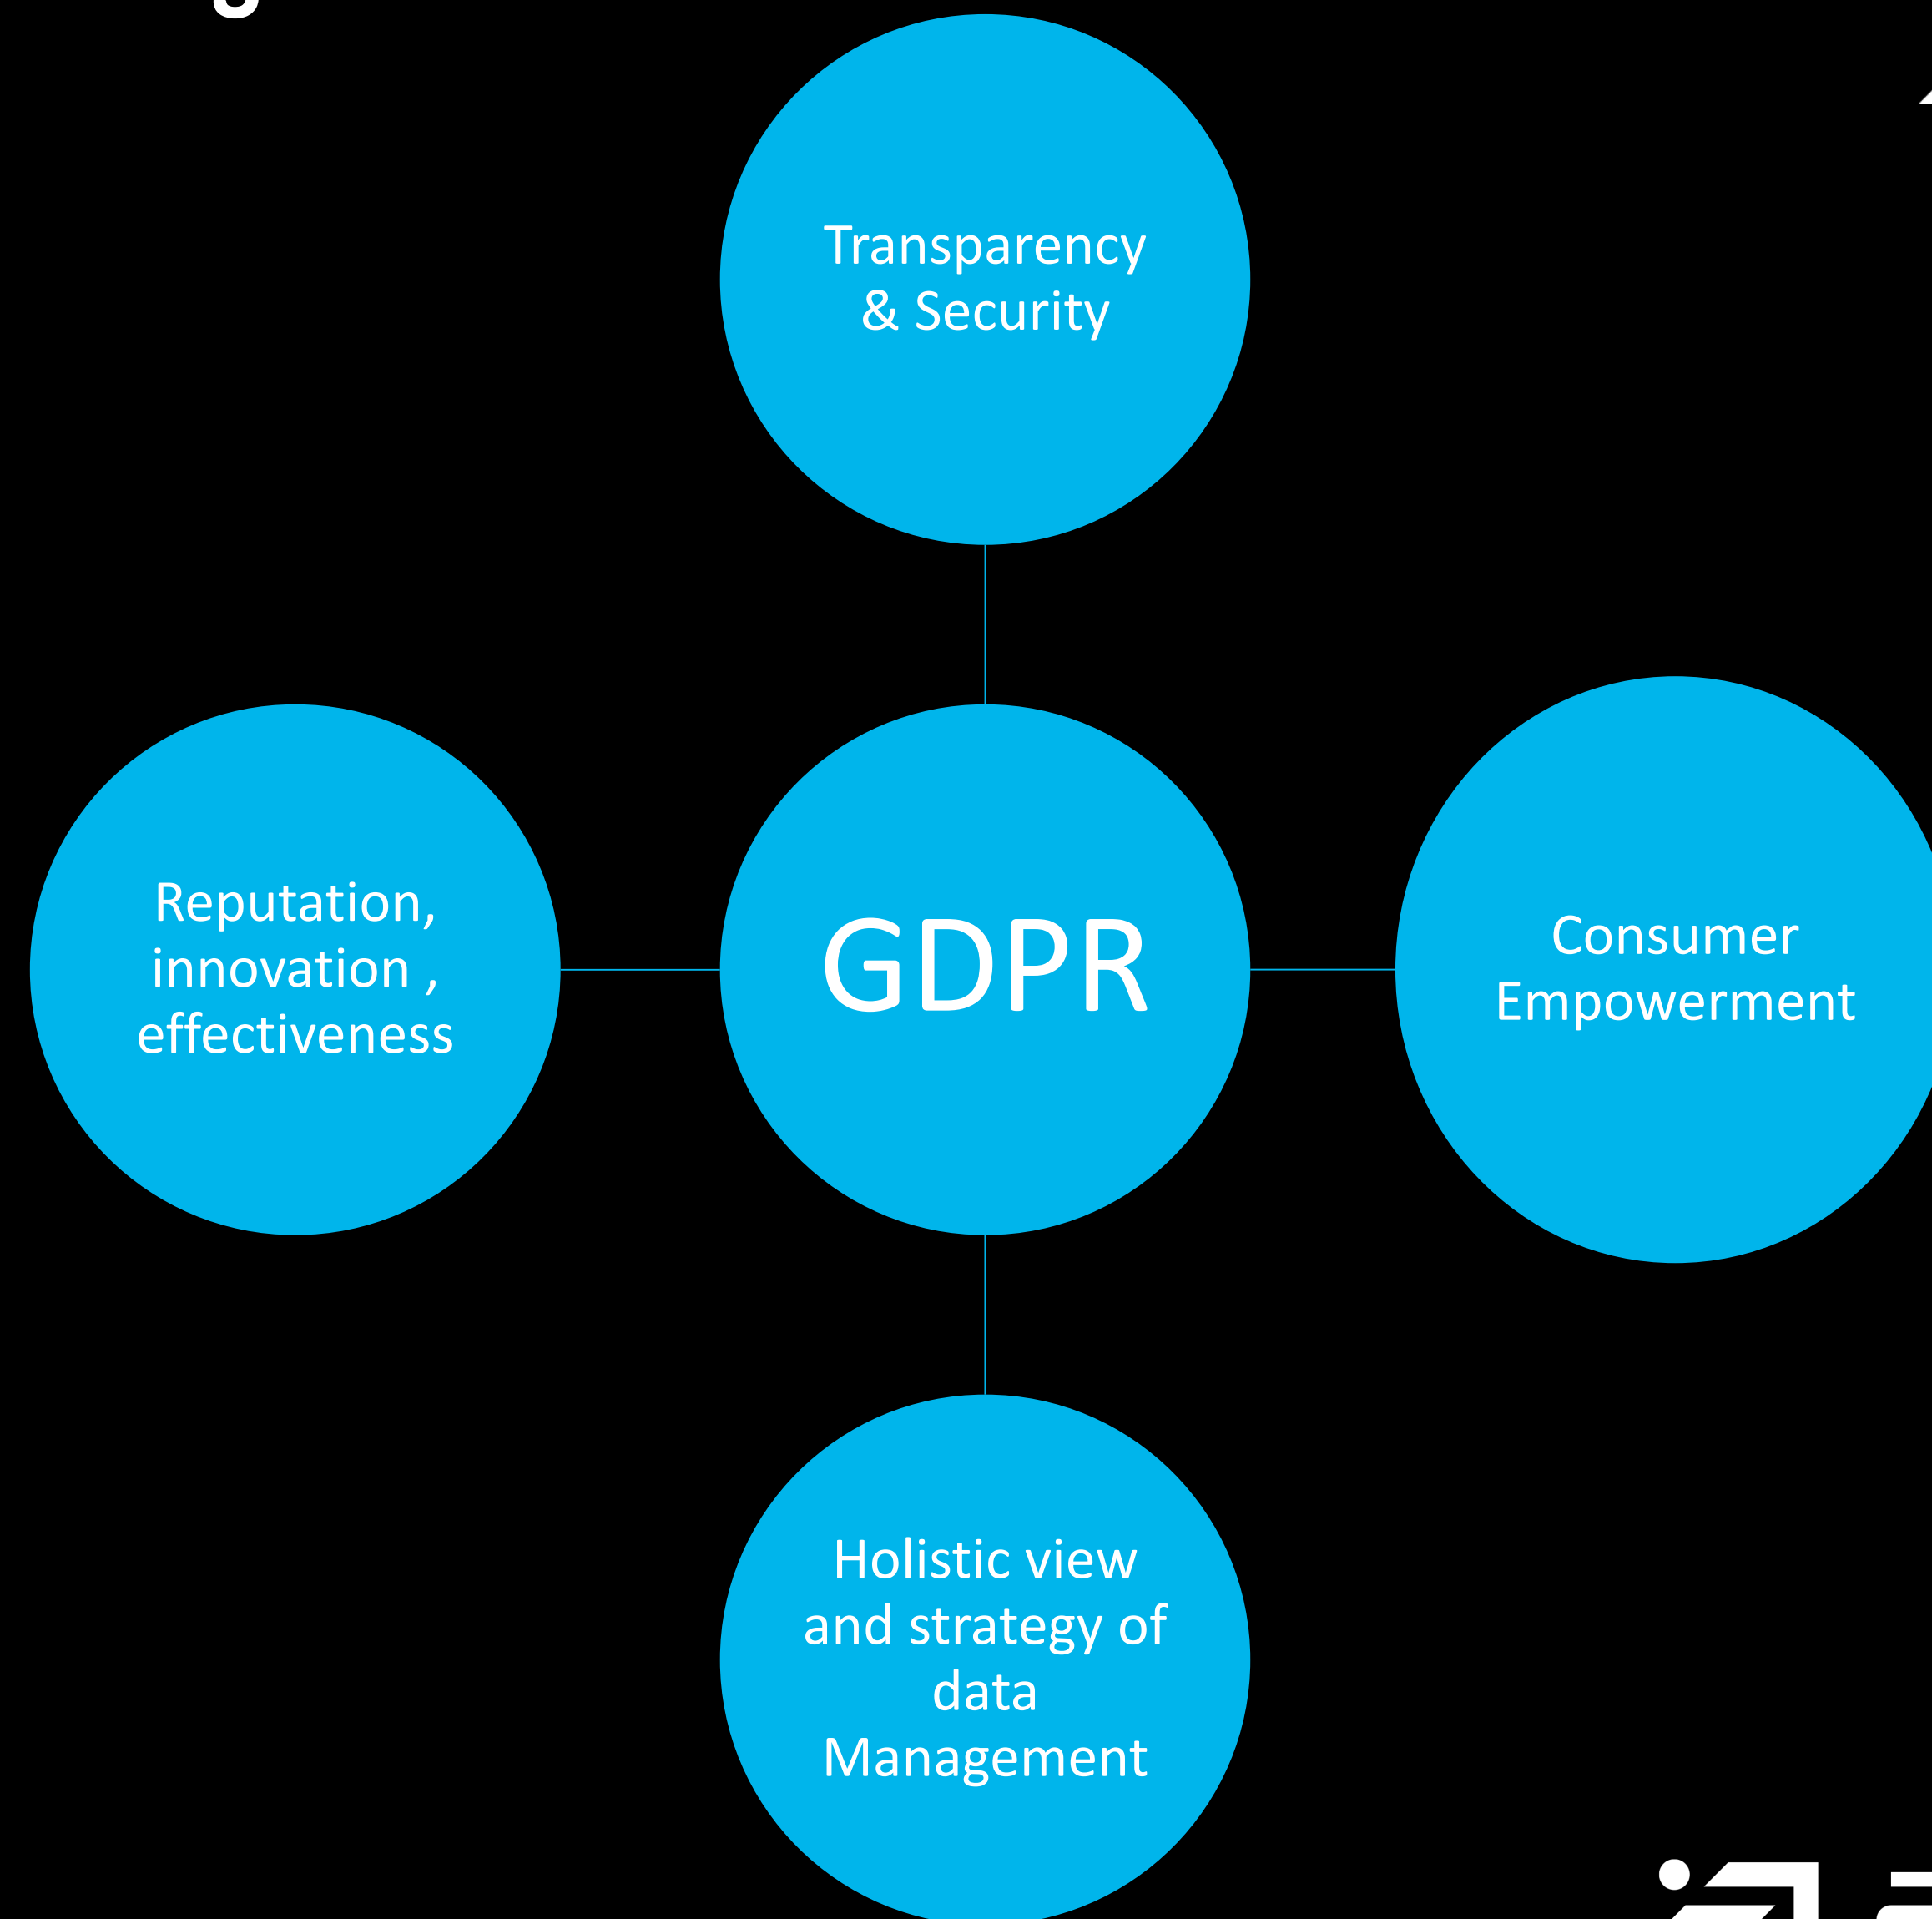 Transparency
& Security
Reputation,
innovation ,
effectiveness
GDPR
Consumer
Empowerment
Holistic view
and strategy of
data
Management